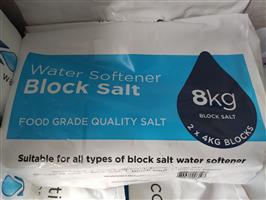 Water Softener
Block Salt
FOOD GRADE QUALITY SALT
8kg
BLOCK SALT
2 x 4KG BLOCKS
Suitable for all types of block salt water softener